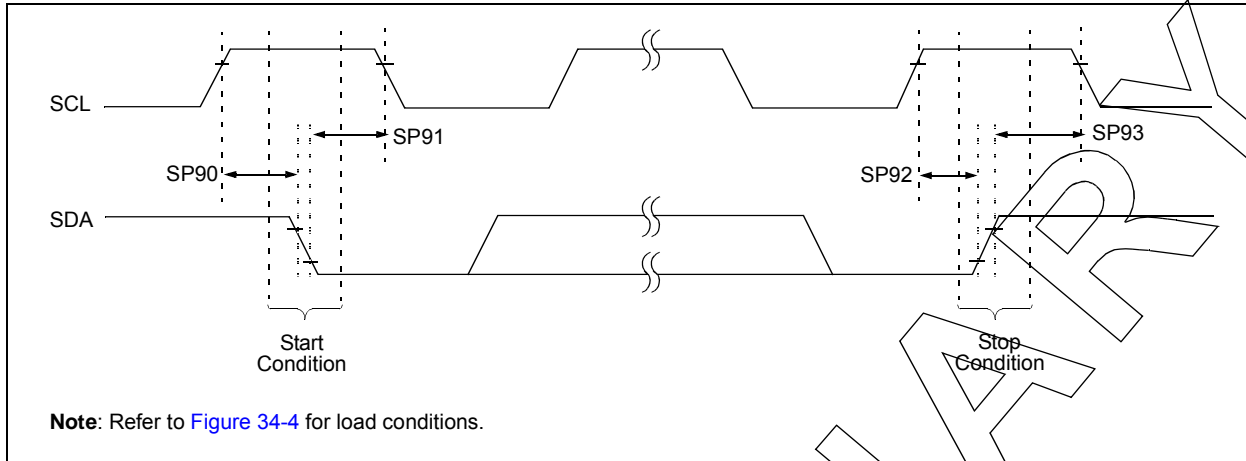 SCL
SP91
SP93
SP90
SP92
SDA
Start
Condition
Stop
Condition
Note: Refer to Figure 34-4 for load conditions.